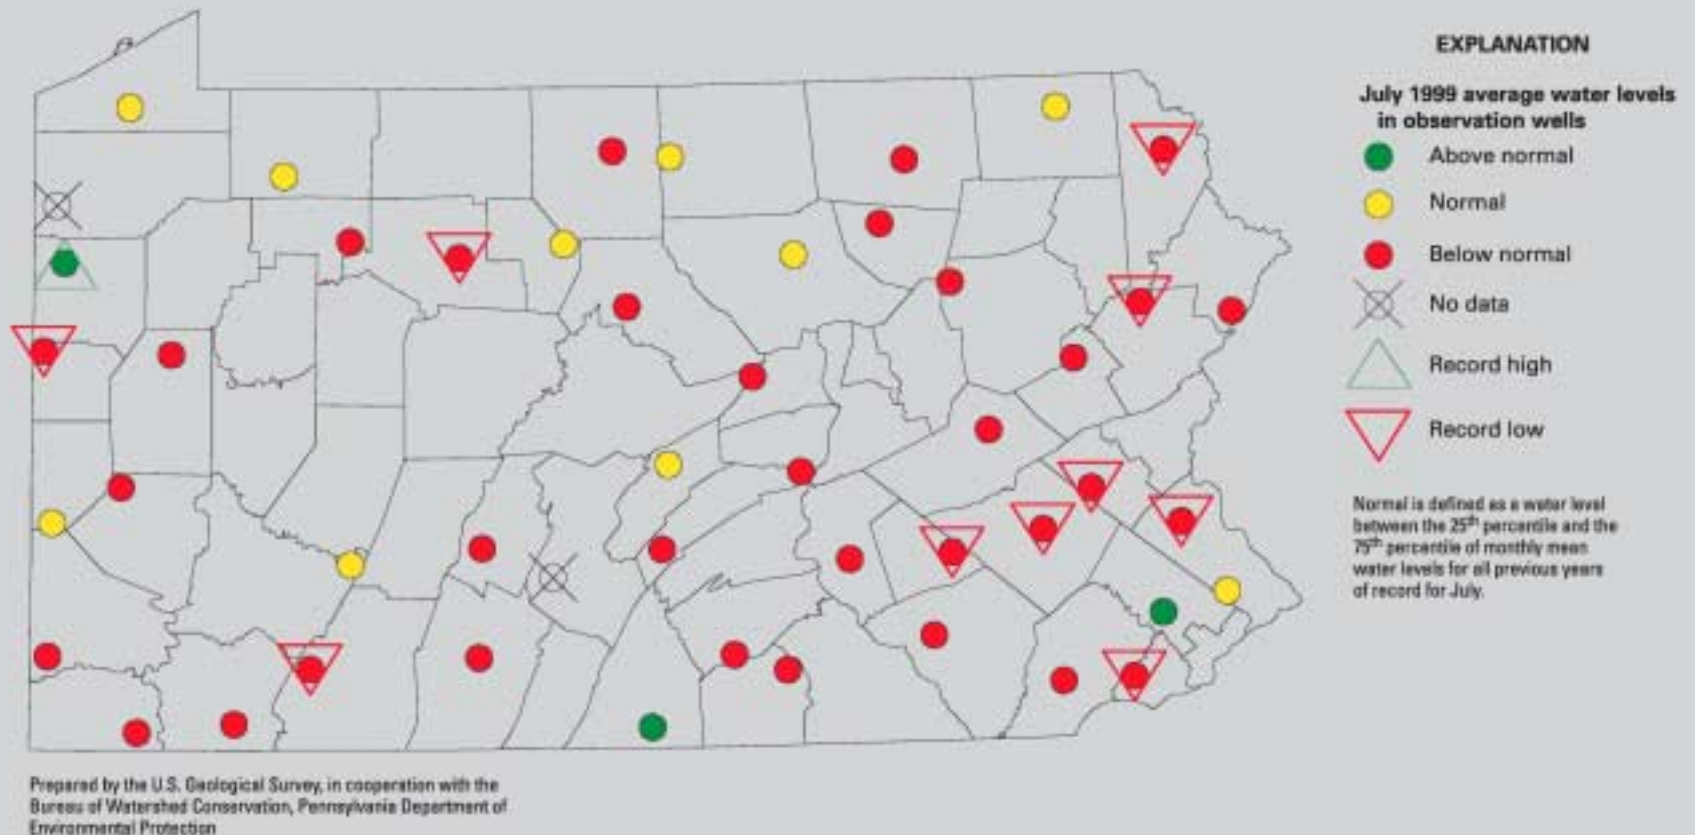 EXPLANATION
July 1999 average water levels
in observation wells
Above normal
Normal
Below normal
No data
Record high
Record low
Normal is defined as a water level
between the 25th percentile and the
75th percentile of monthly mean
water levels for all previous years
of record for July.
Prepared by the U.S. Geological Survey, in cooperation with the
Bureau of Watershed Conservation, Pennsylvania Department of
Environmental Protection